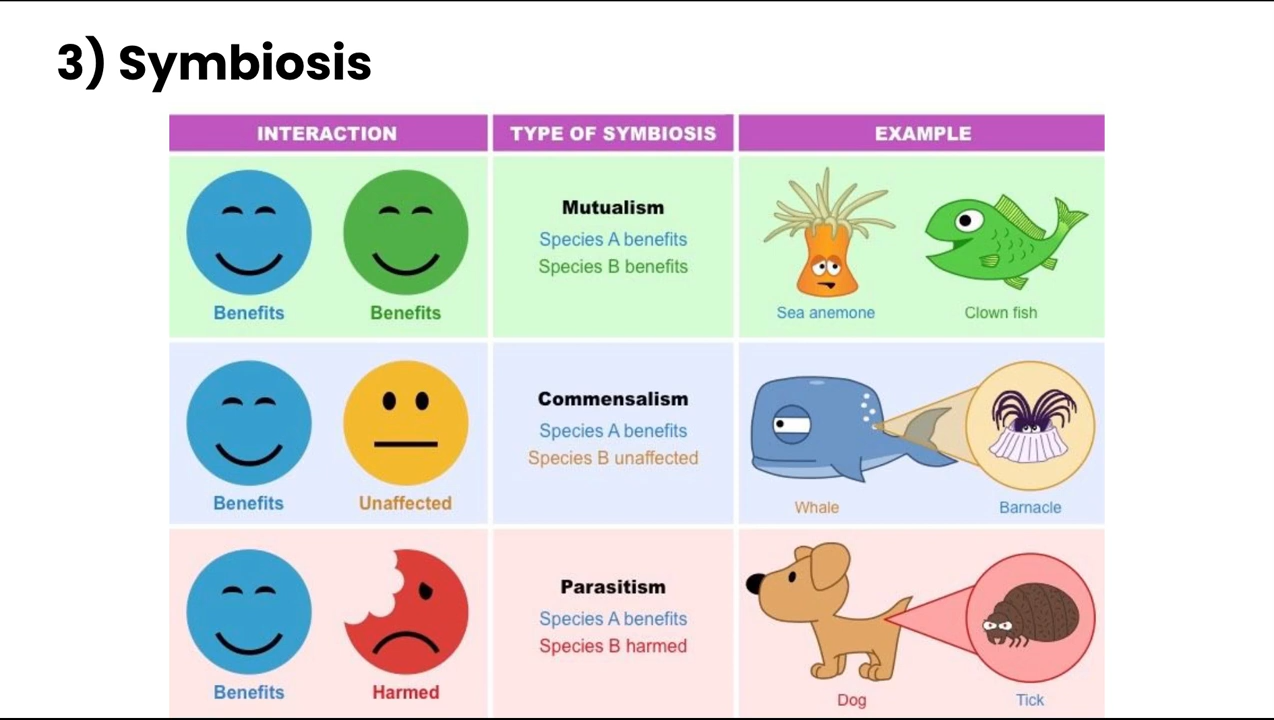 3) Symbiosis
INTERACTION
TYPE OF SYMBIOSIS
EXAMPLE
Benefits
Benefits
Mutualism
Species A benefits
Species B benefits
Sea anemone
Clown fish
Benefits
Unaffected
Commensalism
Species A benefits
Species B unaffected
Whale
Barnacle
Benefits
Harmed
Parasitism
Species A benefits
Species B harmed
Dog
Tick